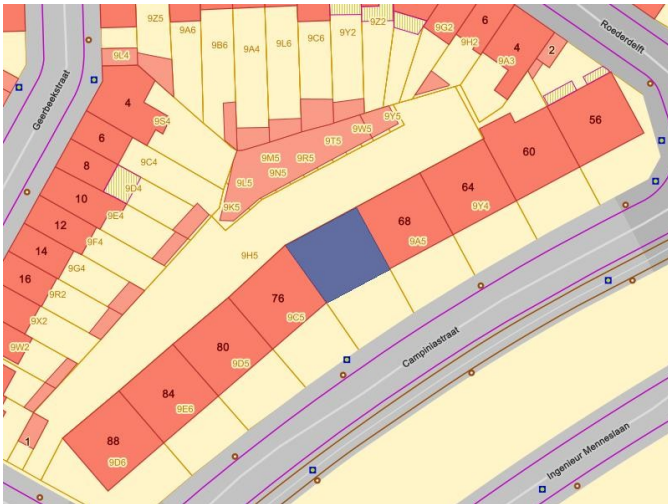 9Z5
9A6
9B6
9A4
9L6
9C6
9Y2
9Z2
9G2
6
9H2
4
9A3
2
Roederdelft
9L4
Geerbeekstraat
4
9S4
6
8
9C4
9D4
10
9E4
12
9F4
14
9G4
16
9R2
9X2
9W2
1
9Y5
9W5
9T5
9R5
9M5
9N5
9L5
9K5
56
60
64
9Y4
68
9A5
9H5
76
9C5
80
9D5
84
9E6
88
9D6
Campiniastraat
Ingenieur Menneslaan